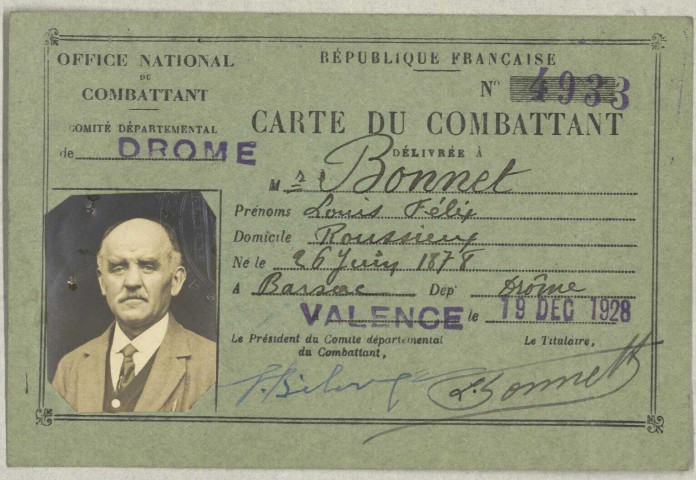 OFFICE NATIONAL
DU
COMBATTANT
COMITÉ DÉPARTEMENTAL
de DROME
RÉPUBLIQUE FRANÇAISE
N° 4933
CARTE DU COMBATTANT
DÉLIVRÉE À
M Bonnet
Prénoms Louis Félix
Domicile Roussieux
Né le 26 Juin 1878
A Barsac Dep' Drôme
VALENCE le 19 DEC 1928
Le Président du Comité départemental
du Combattant,
Le Titulaire,
L. Bonnet